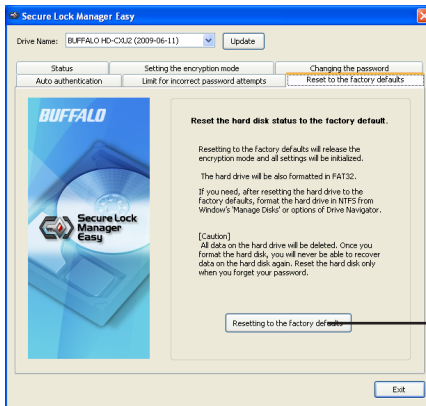 Secure Lock Manager Easy
Drive Name: BUFFALO HD-CXU2 (2009-06-11) Update
Status Setting the encryption mode Changing the password
Auto authentication Limit for incorrect password attempts Reset to the factory defaults
BUFFALO
Secure Lock
Manager
Easy
Reset the hard disk status to the factory default.
Resetting to the factory defaults will release the
encryption mode and all settings will be initialized.
The hard drive will be also formatted in FAT32.
If you need, after resetting the hard drive to the
factory defaults, format the hard drive in NTFS from
Window's 'Manage Disks' or options of Drive Navigator.
[Caution]
All data on the hard drive will be deleted. Once you
format the hard disk, you will never be able to recover
data on the hard disk again. Reset the hard disk only
when you forget your password.
Resetting to the factory defaults
Exit